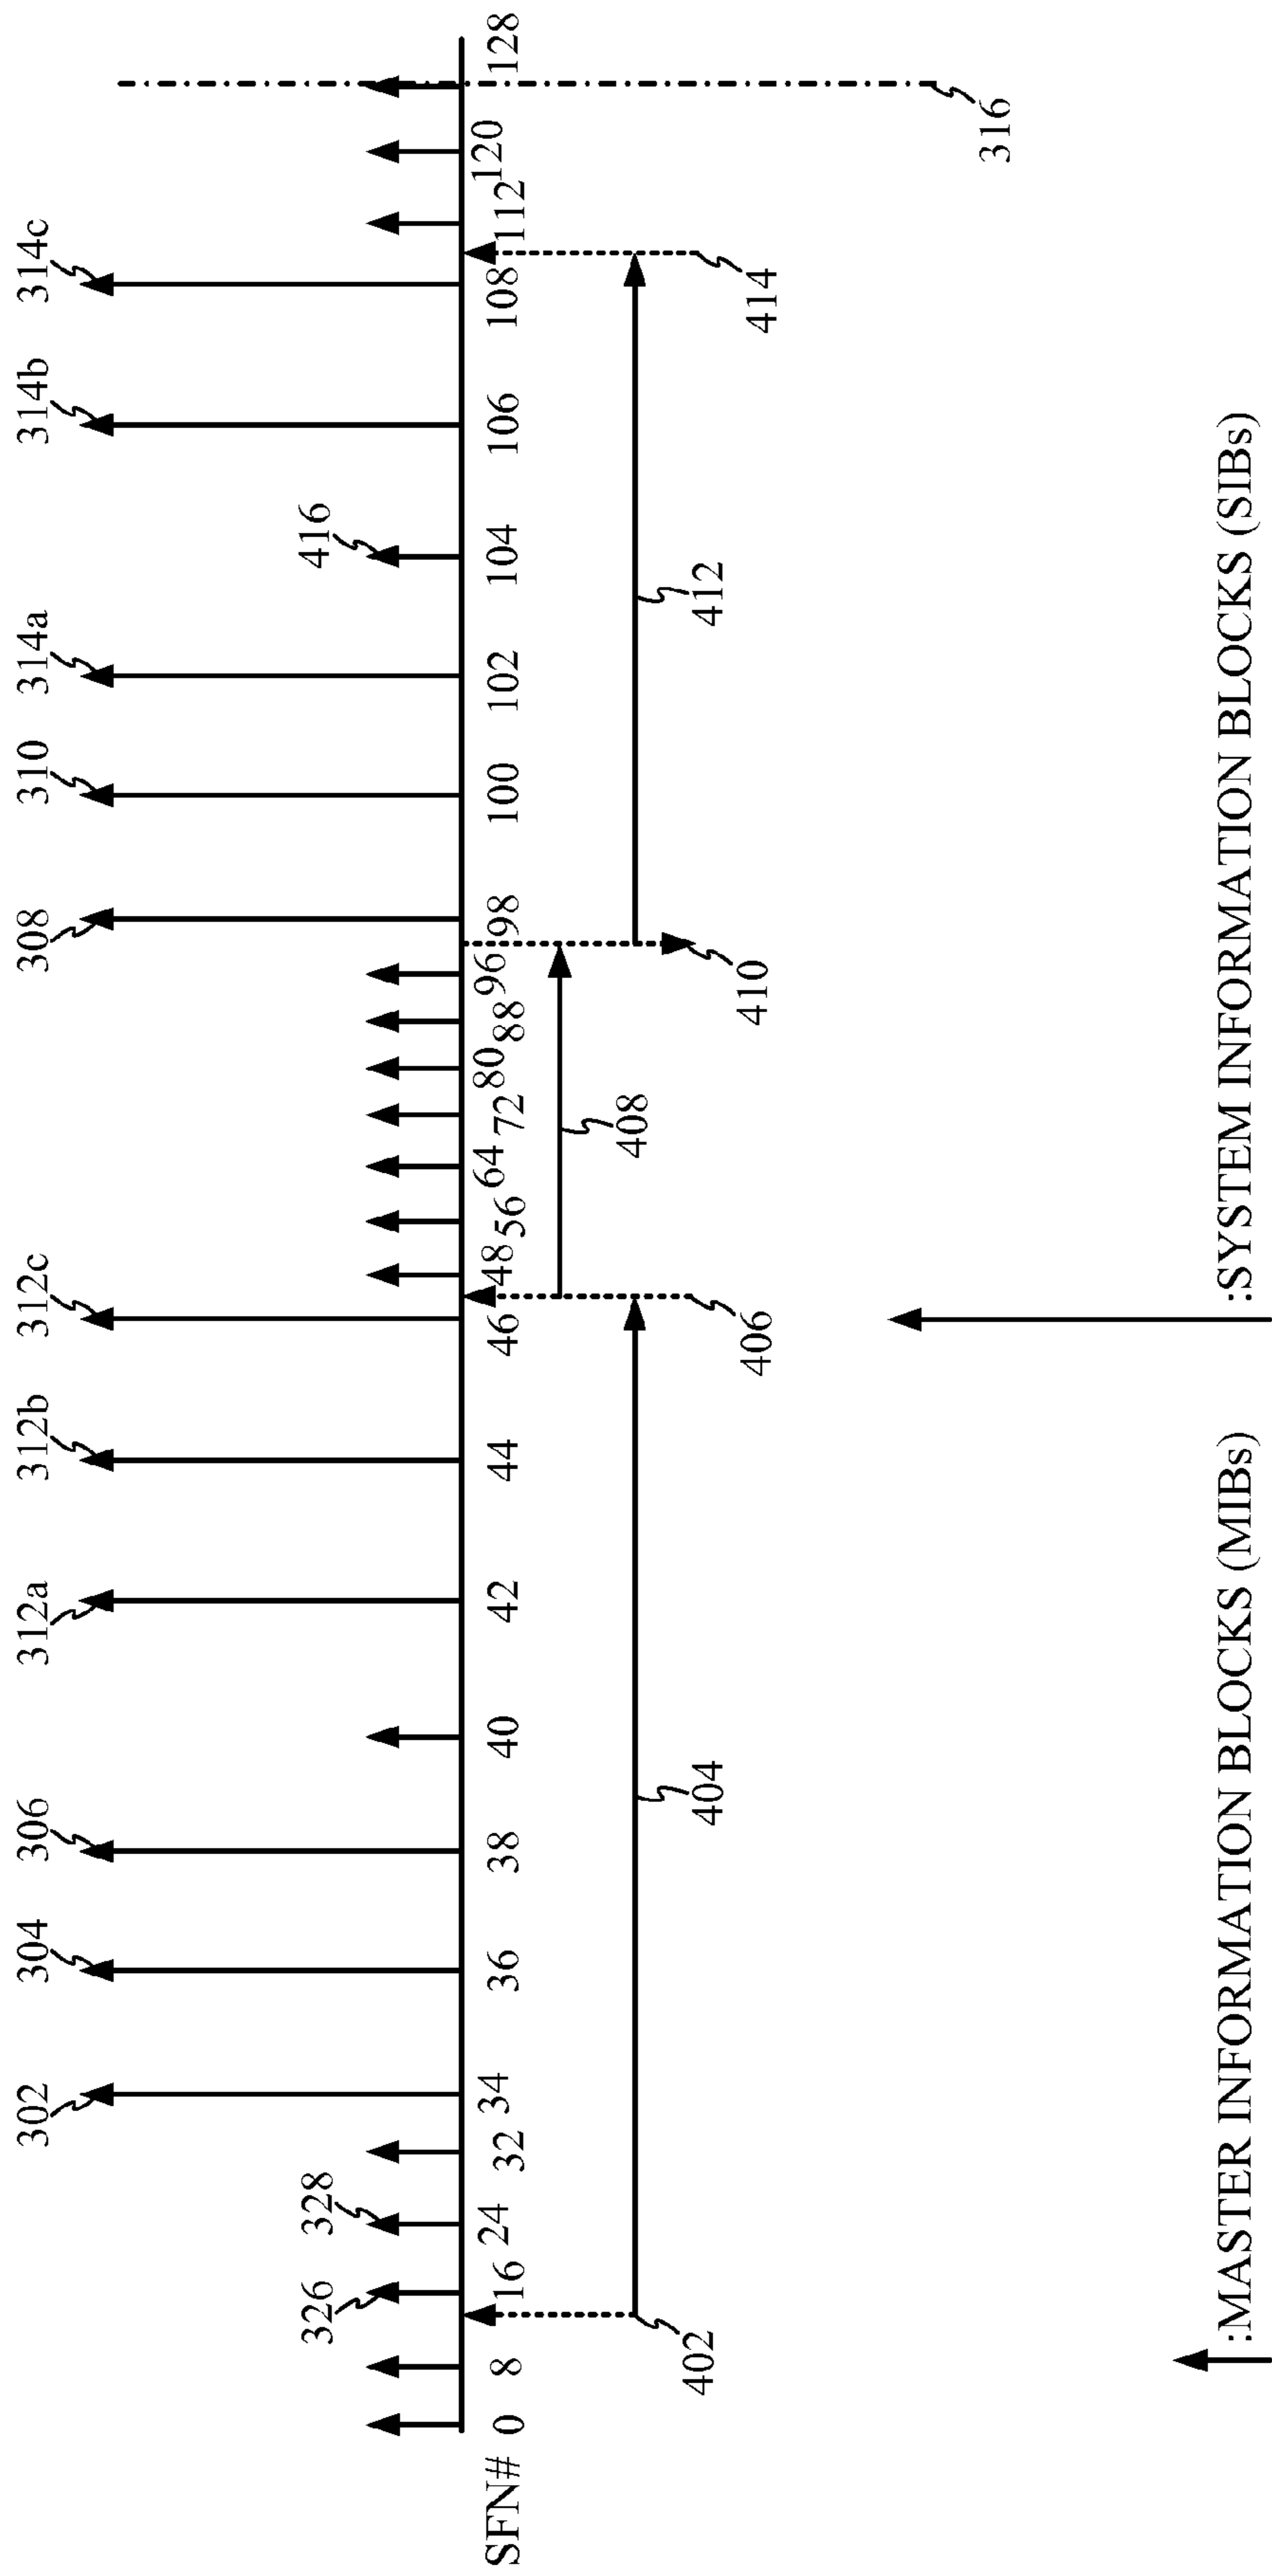 302 304 306 312a 312b 312c 308 310 314a 314b 314c
326 328 416
SFN# 0 8 16 24 32 34 36 38 40 42 44 46 48 56 64 72 80 88 96 98 100 102 104 106 108 112 120 128
408
402 404 406 410 412 414
316
:MASTER INFORMATION BLOCKS (MIBs) :SYSTEM INFORMATION BLOCKS (SIBs)